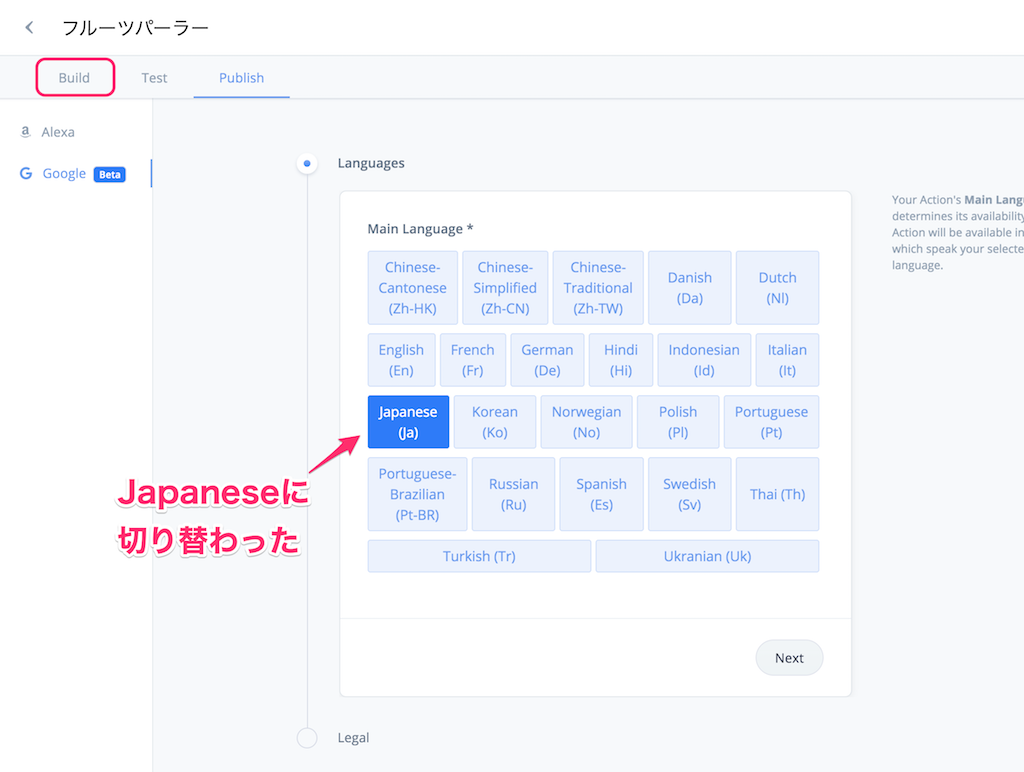 フルーツパーラー
Build
Test
Publish
Alexa
Google Beta
Languages
Main Language *
Chinese-
Cantonese
(Zh-HK)
Chinese-
Simplified
(Zh-CN)
Chinese-
Traditional
(Zh-TW)
Danish
(Da)
Dutch
(Nl)
English
(En)
French
(Fr)
German
(De)
Hindi
(Hi)
Indonesian
(Id)
Italian
(It)
Japanese
(Ja)
Korean
(Ko)
Norwegian
(No)
Polish
(Pl)
Portuguese
(Pt)
Portuguese-
Brazilian
(Pt-BR)
Russian
(Ru)
Spanish
(Es)
Swedish
(Sv)
Thai (Th)
Turkish (Tr)
Ukranian (Uk)
Next
Legal
Your Action's Main Lang
determines its availability
Action will be available in
which speak your selecte
language.
Japaneseに
切り替わった